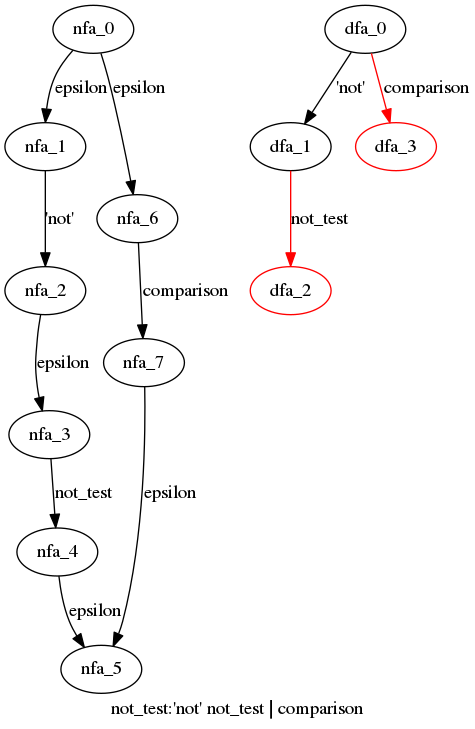 nfa_0
dfa_0
epsilon
epsilon
'not'
comparison
nfa_1
dfa_1
dfa_3
'not'
nfa_6
not_test
nfa_2
comparison
dfa_2
epsilon
nfa_7
nfa_3
not_test
epsilon
nfa_4
epsilon
nfa_5
not_test:'not' not_test | comparison